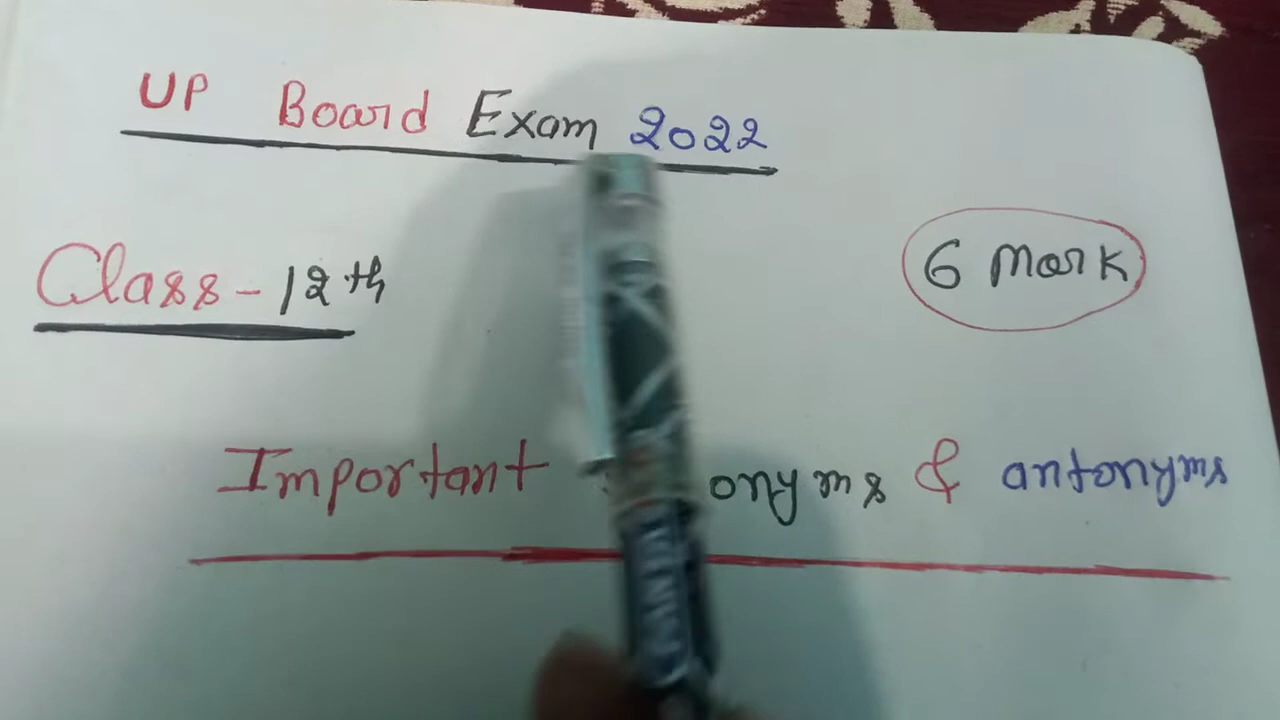 UP Board Exam 2022
Class - 12th
6 Mark
Important onyms & antonyms